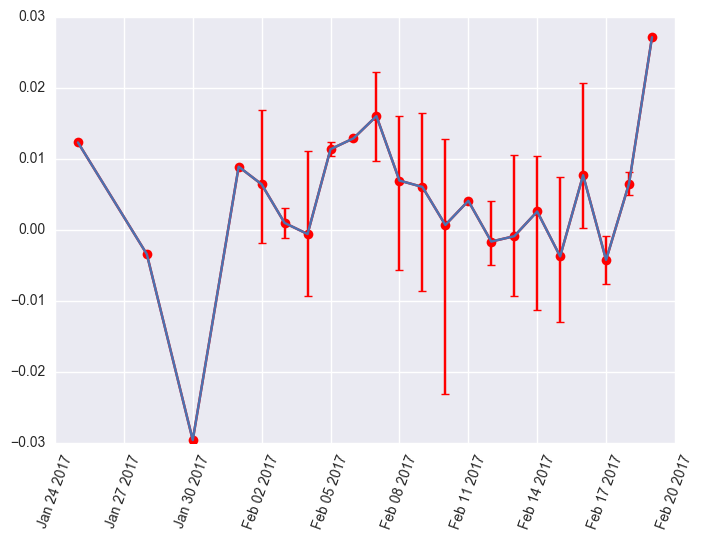 0.03
0.02
0.01
0.00
−0.01
−0.02
−0.03
Jan 24 2017
Jan 27 2017
Jan 30 2017
Feb 02 2017
Feb 05 2017
Feb 08 2017
Feb 11 2017
Feb 14 2017
Feb 17 2017
Feb 20 2017